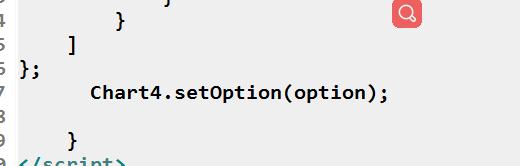 }
]
};
Chart4.setOption(option);
}
</script>